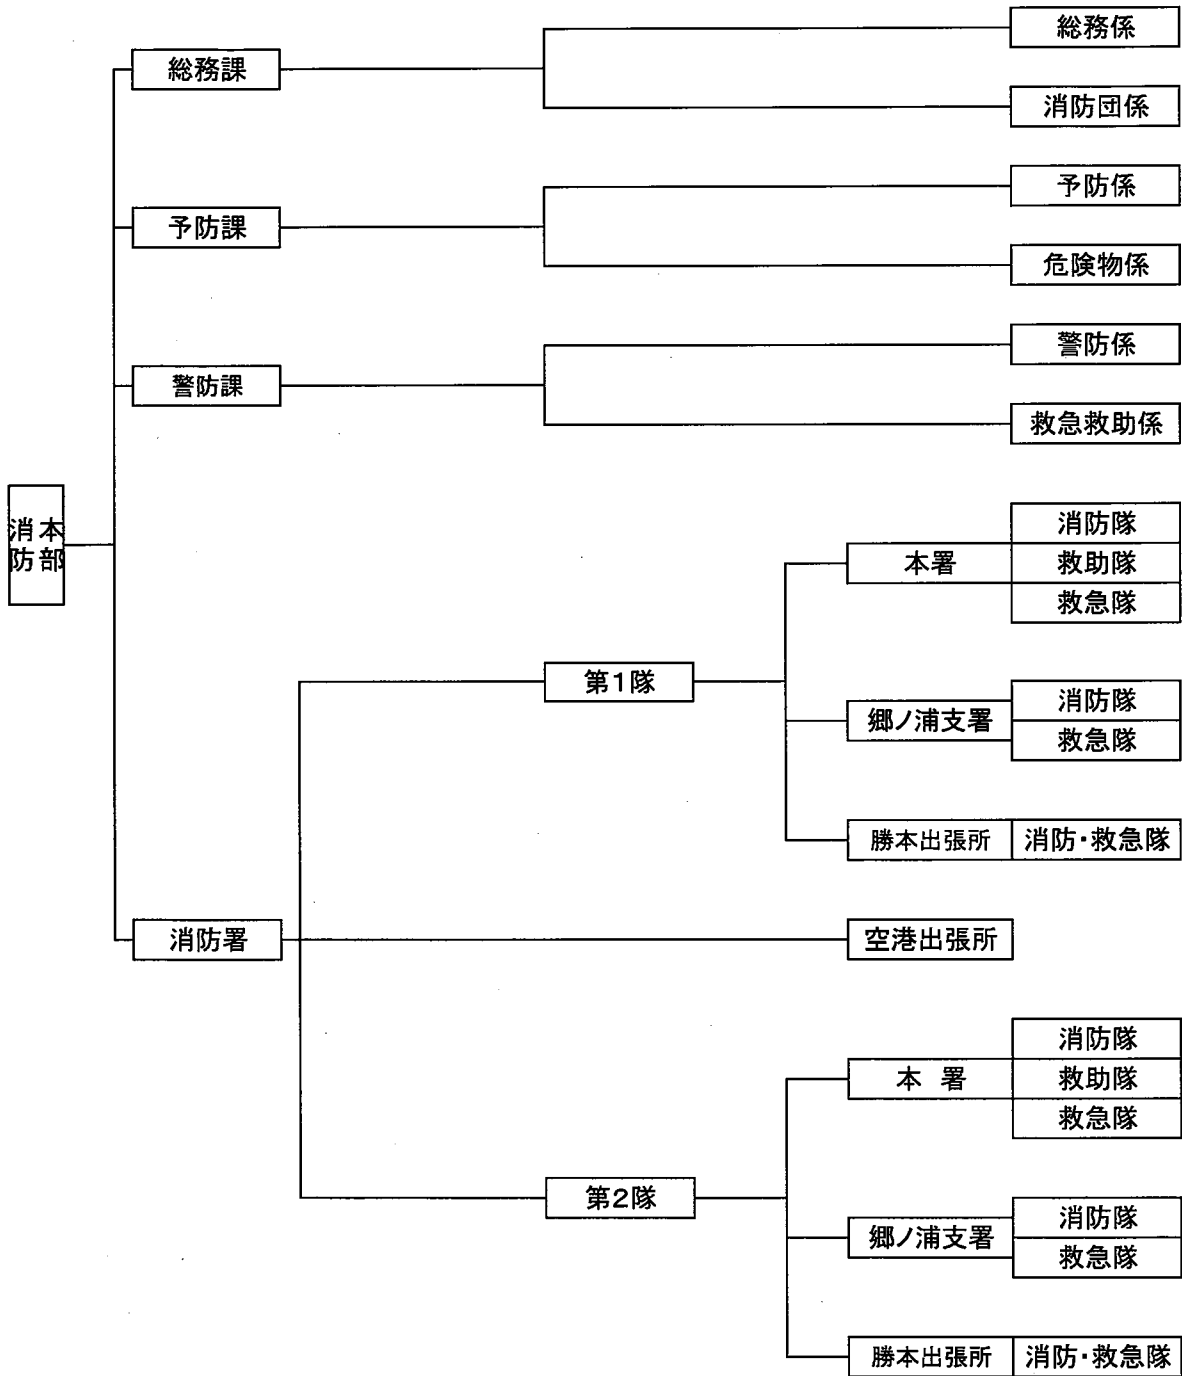 総務係
総務課
消防団係
予防係
予防課
危険物係
警防係
警防課
救急救助係
消防
本部
消防隊
本署
救助隊
救急隊
第1隊
消防隊
郷ノ浦支署
救急隊
勝本出張所
消防・救急隊
消防署
空港出張所
消防隊
本 署
救助隊
救急隊
第2隊
消防隊
郷ノ浦支署
救急隊
勝本出張所
消防・救急隊